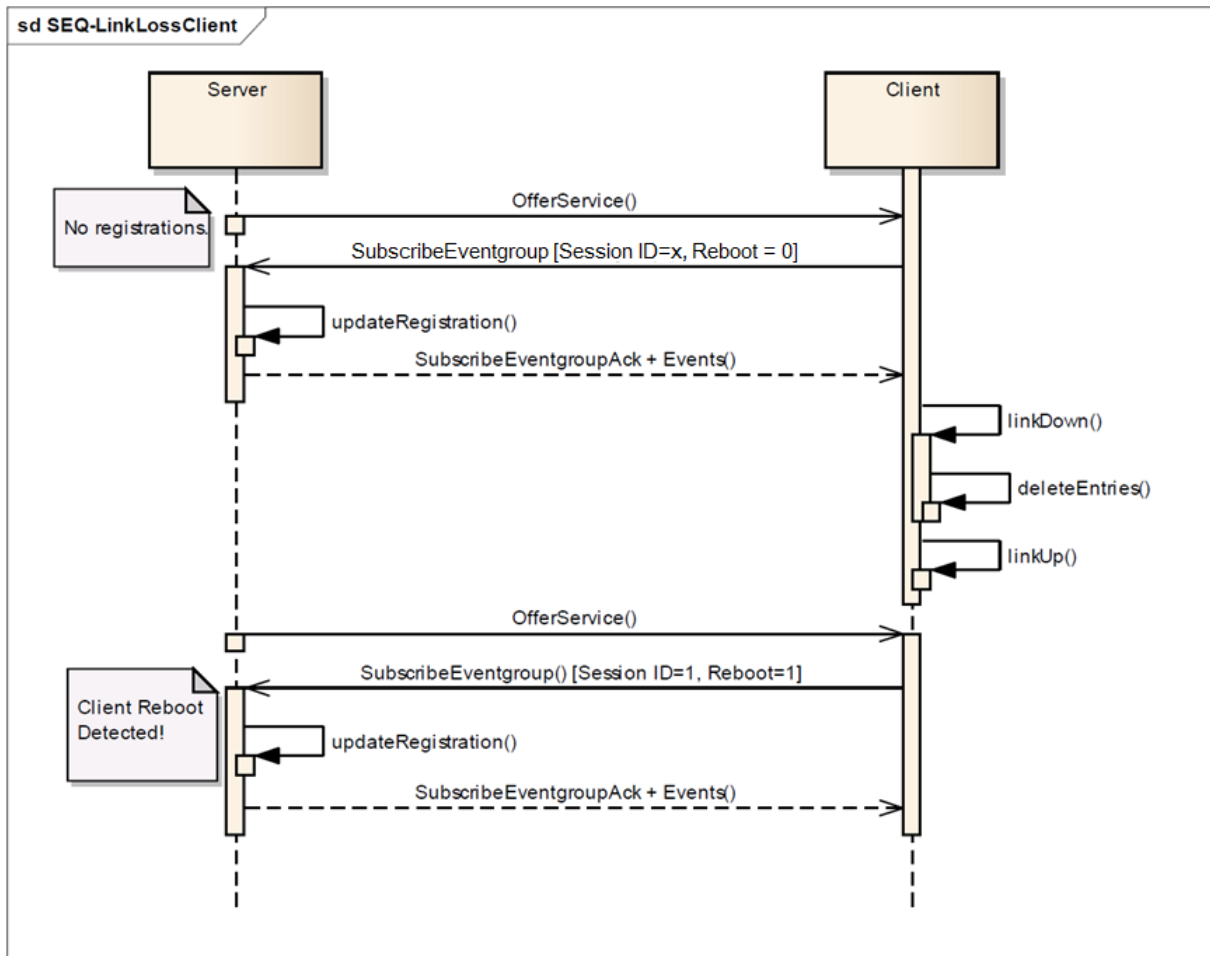 sd SEQ-LinkLossClient
Server
Client
No registrations.
OfferService()
SubscribeEventgroup [Session ID=x, Reboot = 0]
updateRegistration()
SubscribeEventgroupAck + Events()
linkDown()
deleteEntries()
linkUp()
OfferService()
SubscribeEventgroup() [Session ID=1, Reboot=1]
Client Reboot
Detected!
updateRegistration()
SubscribeEventgroupAck + Events()